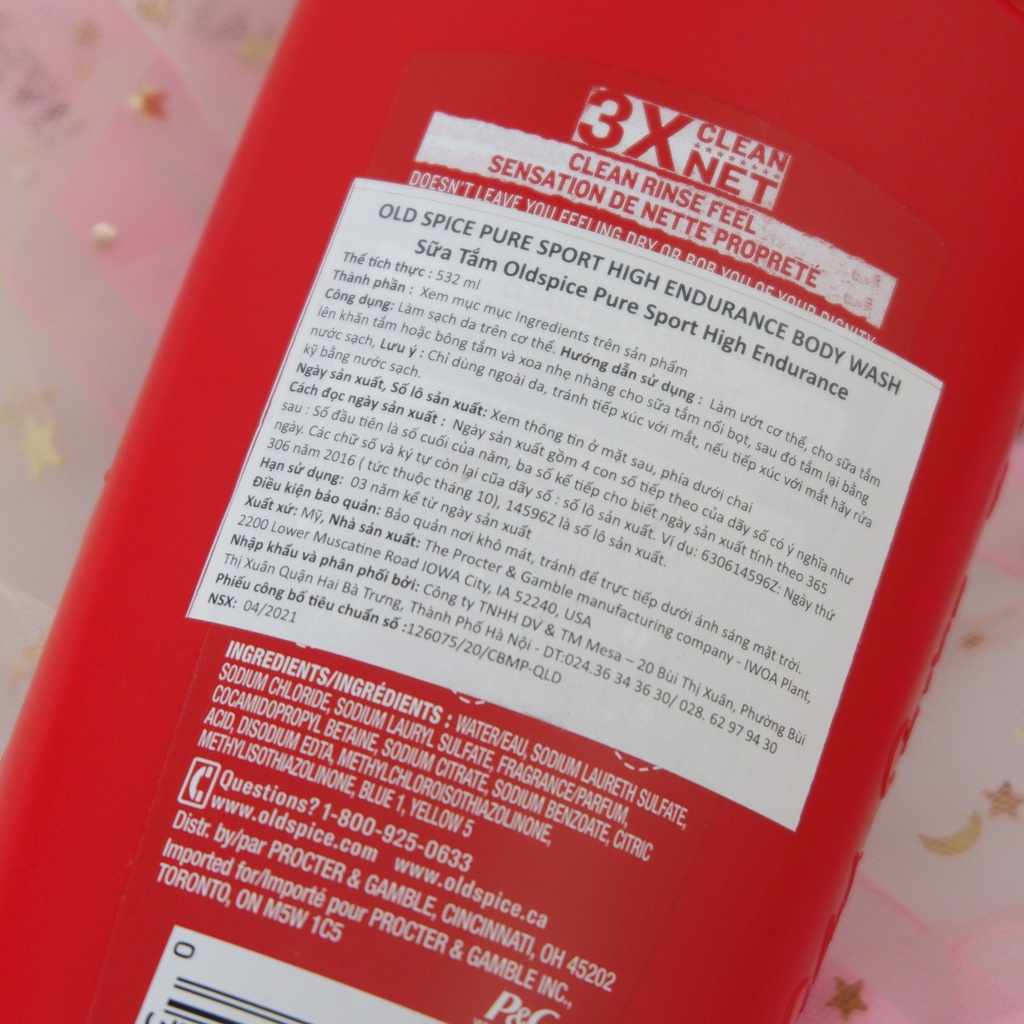 3X CLEAN
NET
CLEAN RINSE FEEL
SENSATION DE NETTE PROPRETÉ
DOESN'T LEAVE YOU FEELING DRY OR ROB YOU OF YOUR DIGNITY
OLD SPICE PURE SPORT HIGH ENDURANCE BODY WASH
Sữa Tắm Oldspice Pure Sport High Endurance
Thể tích thực : 532 ml
Thành phần : Xem mục mục Ingredients trên sản phẩm
Công dụng: Làm sạch da trên cơ thể. Hướng dẫn sử dụng : Làm ướt cơ thể, cho sữa tắm
lên khăn tắm hoặc bông tắm và xoa nhẹ nhàng cho sữa tắm nổi bọt, sau đó tắm lại bằng
nước sạch, Lưu ý : Chỉ dùng ngoài da, tránh tiếp xúc với mắt, nếu tiếp xúc với mắt hãy rửa
kỹ bằng nước sạch.
Ngày sản xuất, Số lô sản xuất: Xem thông tin ở mặt sau, phía dưới chai
Cách đọc ngày sản xuất : Ngày sản xuất gồm 4 con số tiếp theo của dãy số có ý nghĩa như
sau : Số đầu tiên là số cuối của năm, ba số kế tiếp cho biết ngày sản xuất tính theo 365
ngày. Các chữ số và ký tự còn lại của dãy số : số lô sản xuất. Ví dụ: 630614596Z: Ngày thứ
306 năm 2016 ( tức thuộc tháng 10), 14596Z là số lô sản xuất.
Hạn sử dụng: 03 năm kể từ ngày sản xuất
Điều kiện bảo quản: Bảo quản nơi khô mát, tránh để trực tiếp dưới ánh sáng mặt trời.
Xuất xứ: Mỹ, Nhà sản xuất: The Procter & Gamble manufacturing company - IWOA Plant,
2200 Lower Muscatine Road IOWA City, IA 52240, USA
Nhập khẩu và phân phối bởi: Công ty TNHH DV & TM Mesa – 20 Bùi Thị Xuân, Phường Bùi
Thị Xuân Quận Hai Bà Trưng, Thành Phố Hà Nội - DT:024.36 34 36 30/ 028. 62 97 94 30
Phiếu công bố tiêu chuẩn số :126075/20/CBMP-QLD
NSX: 04/2021
INGREDIENTS/INGRÉDIENTS : WATER/EAU, SODIUM LAURETH SULFATE,
SODIUM CHLORIDE, SODIUM LAURYL SULFATE, FRAGRANCE/PARFUM,
COCAMIDOPROPYL BETAINE, SODIUM CITRATE, SODIUM BENZOATE, CITRIC
ACID, DISODIUM EDTA, METHYLCHLOROISOTHIAZOLINONE,
METHYLISOTHIAZOLINONE, BLUE 1, YELLOW 5
Questions? 1-800-925-0633
www.oldspice.com www.oldspice.ca
Distr. by/par PROCTER & GAMBLE, CINCINNATI, OH 45202
Imported for/Importé pour PROCTER & GAMBLE INC.,
TORONTO, ON M5W 1C5
P&G
0